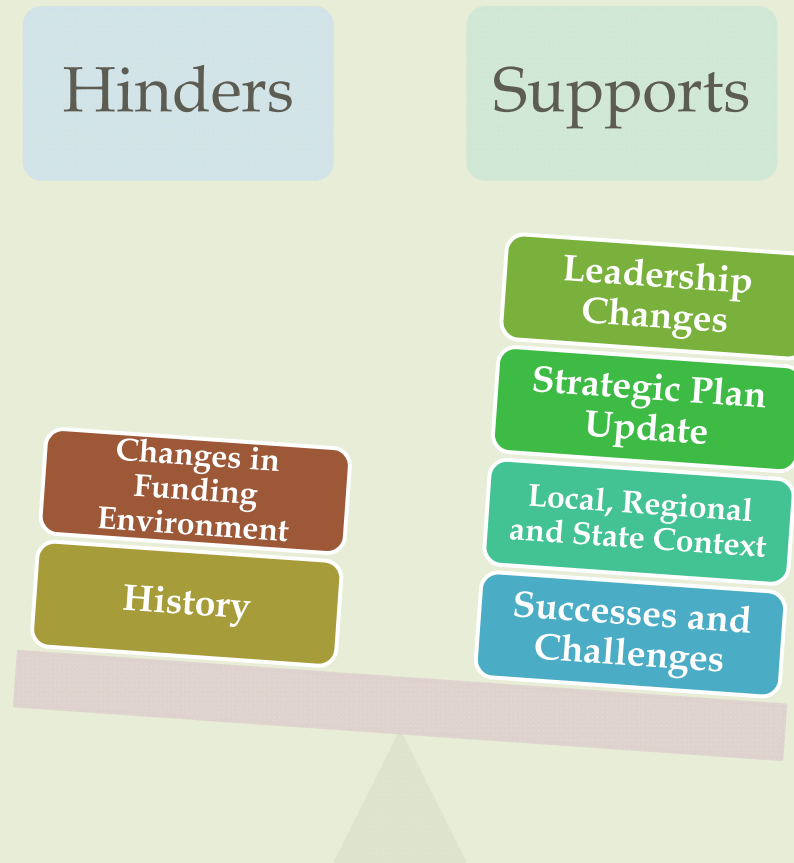 Hinders
Supports
Leadership
Changes
Strategic Plan
Update
Local, Regional
and State Context
Successes and
Challenges
Changes in
Funding
Environment
History